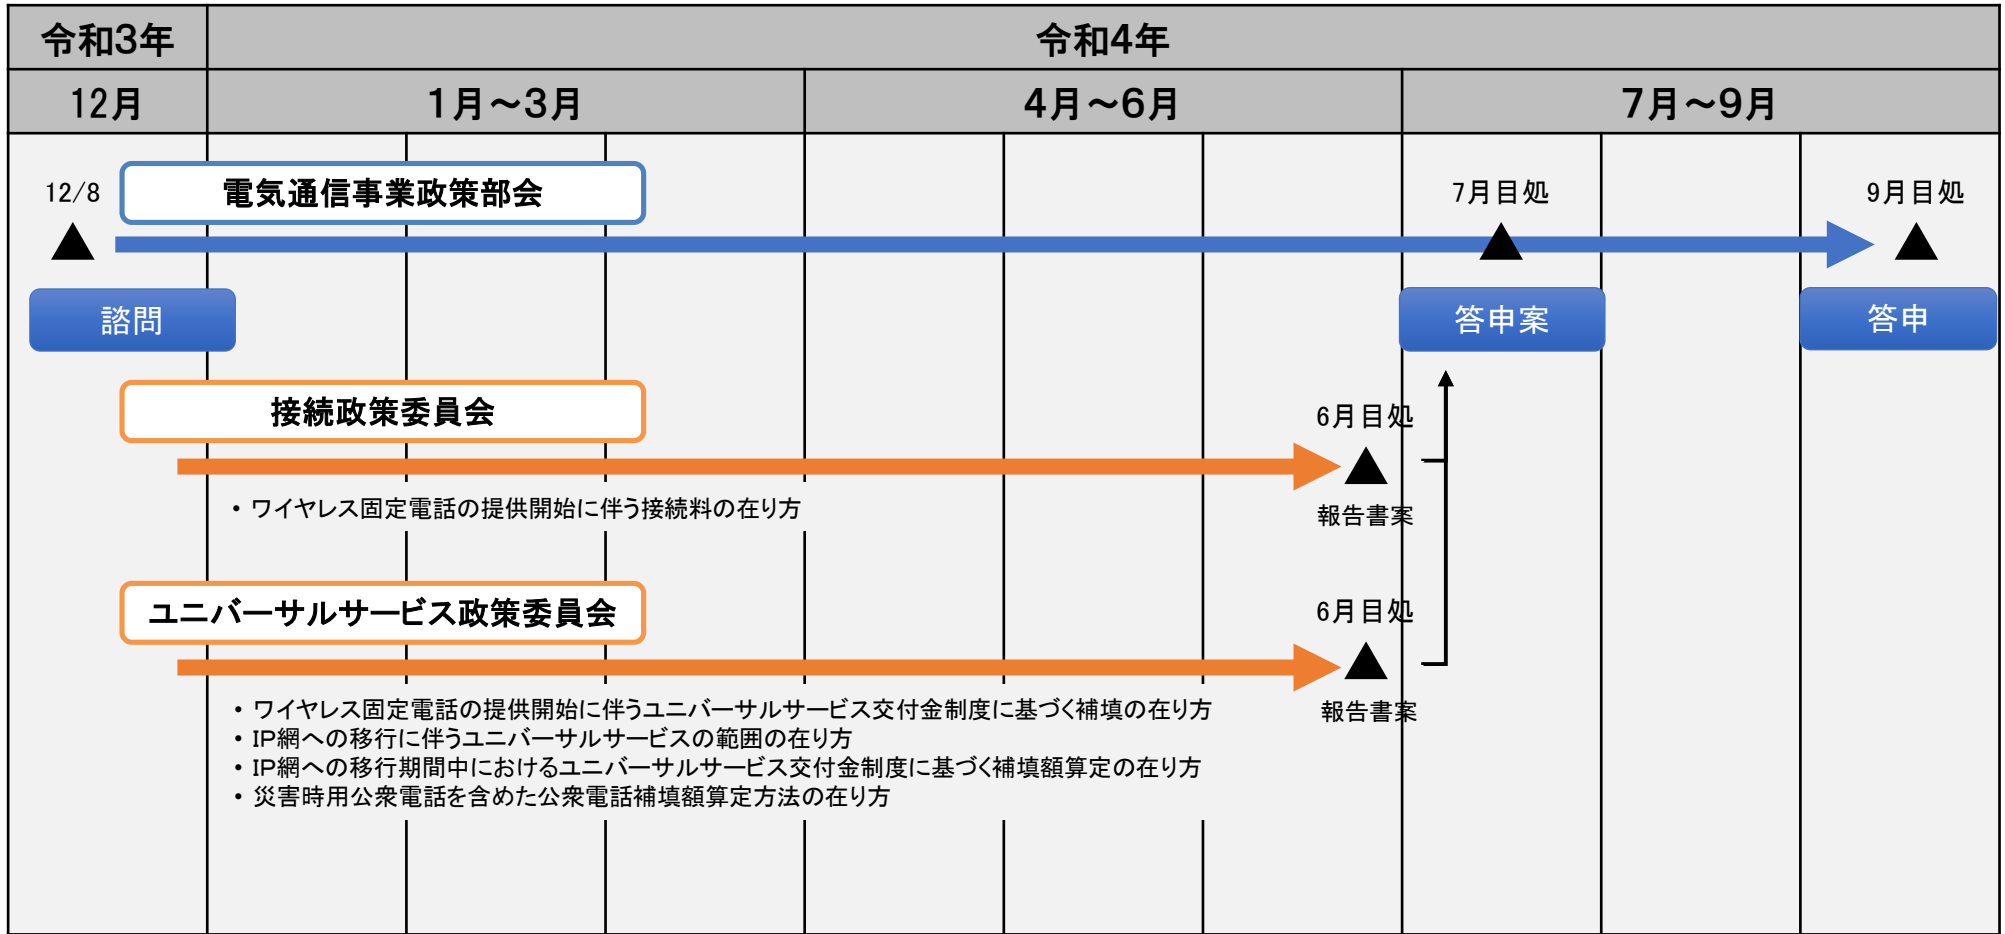 令和3年
令和4年
12月
1月～3月
4月～6月
7月～9月
12/8
電気通信事業政策部会
7月目処
9月目処
諮問
答申案
答申
接続政策委員会
6月目処
・ワイヤレス固定電話の提供開始に伴う接続料の在り方
報告書案
ユニバーサルサービス政策委員会
6月目処
・ワイヤレス固定電話の提供開始に伴うユニバーサルサービス交付金制度に基づく補填の在り方
報告書案
・IP網への移行に伴うユニバーサルサービスの範囲の在り方
・IP網への移行期間中におけるユニバーサルサービス交付金制度に基づく補填額算定の在り方
・災害時用公衆電話を含めた公衆電話補填額算定方法の在り方